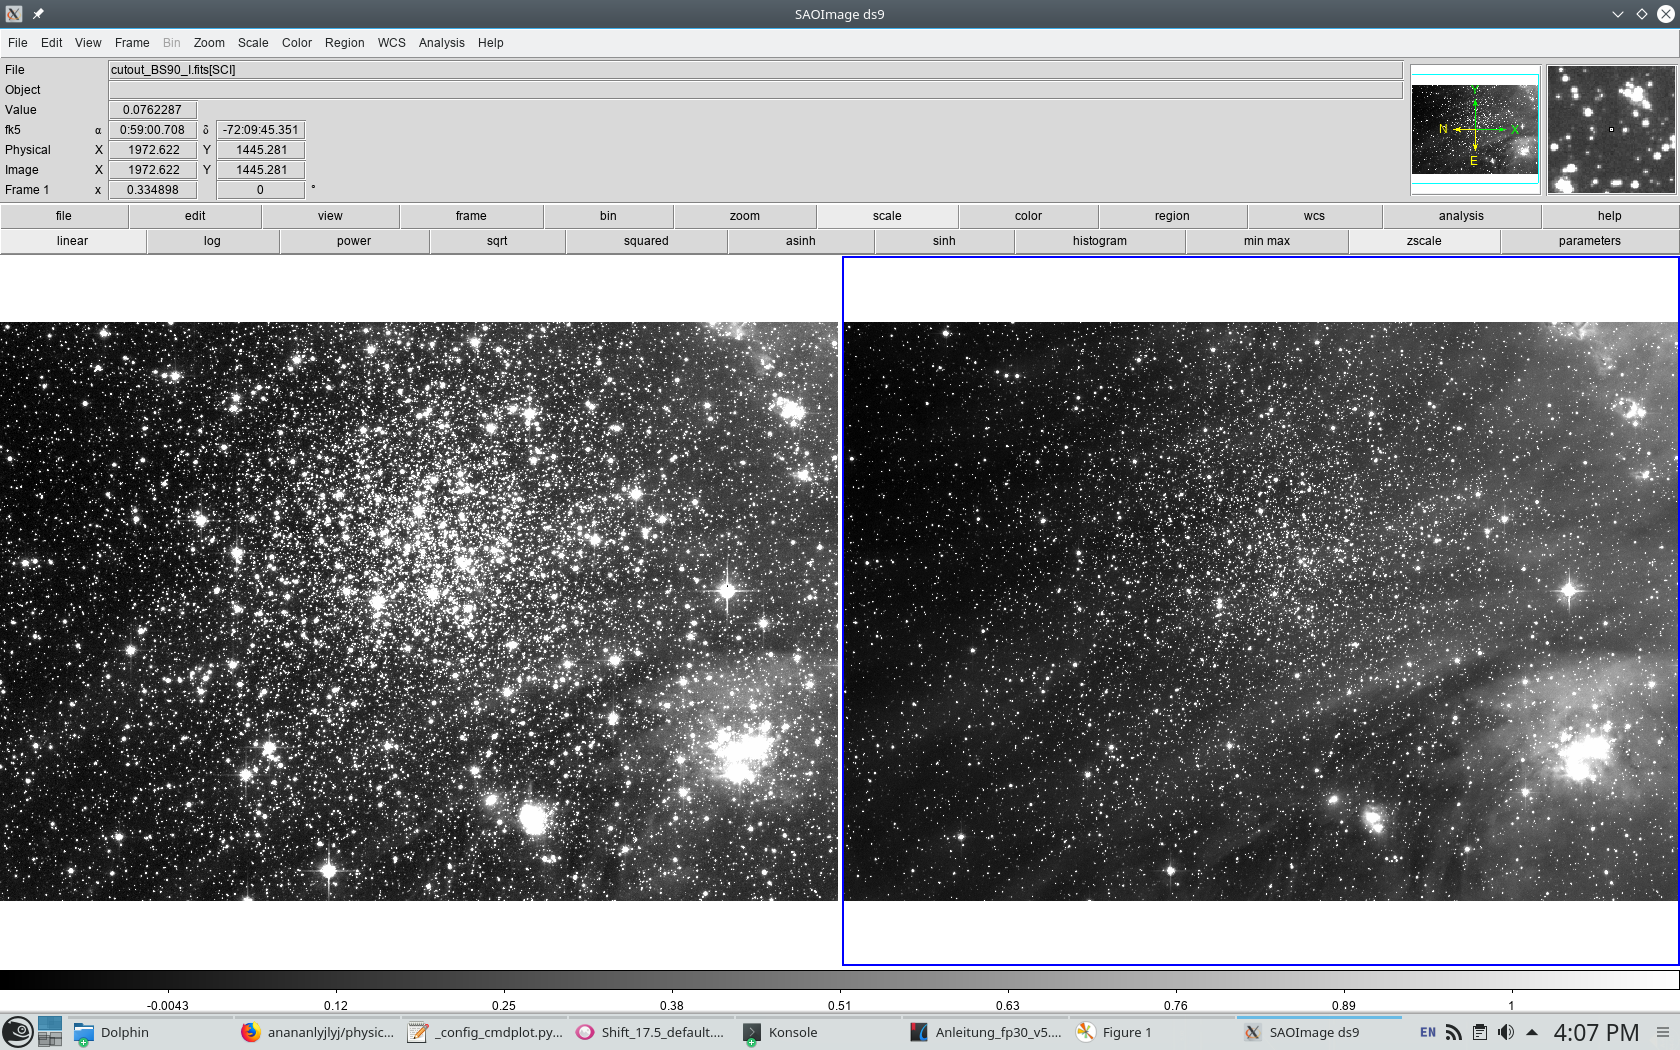 SAOImage ds9
File Edit View Frame Bin Zoom Scale Color Region WCS Analysis Help
File cutout_BS90_I.fits[SCI]
Object
Value 0.0762287
fk5 α 0:59:00.708 δ -72:09:45.351
Physical X 1972.622 Y 1445.281
Image X 1972.622 Y 1445.281
Frame 1 x 0.334898 0 °
Y
N X
E
file edit view frame bin zoom scale color region wcs analysis help
linear log power sqrt squared asinh sinh histogram min max zscale parameters
-0.0043 0.12 0.25 0.38 0.51 0.63 0.76 0.89 1
Dolphin anananlyjlyj/physic... _config_cmdplot.py... Shift_17.5_default.... Konsole Anleitung_fp30_v5.... Figure 1 SAOImage ds9 EN 4:07 PM